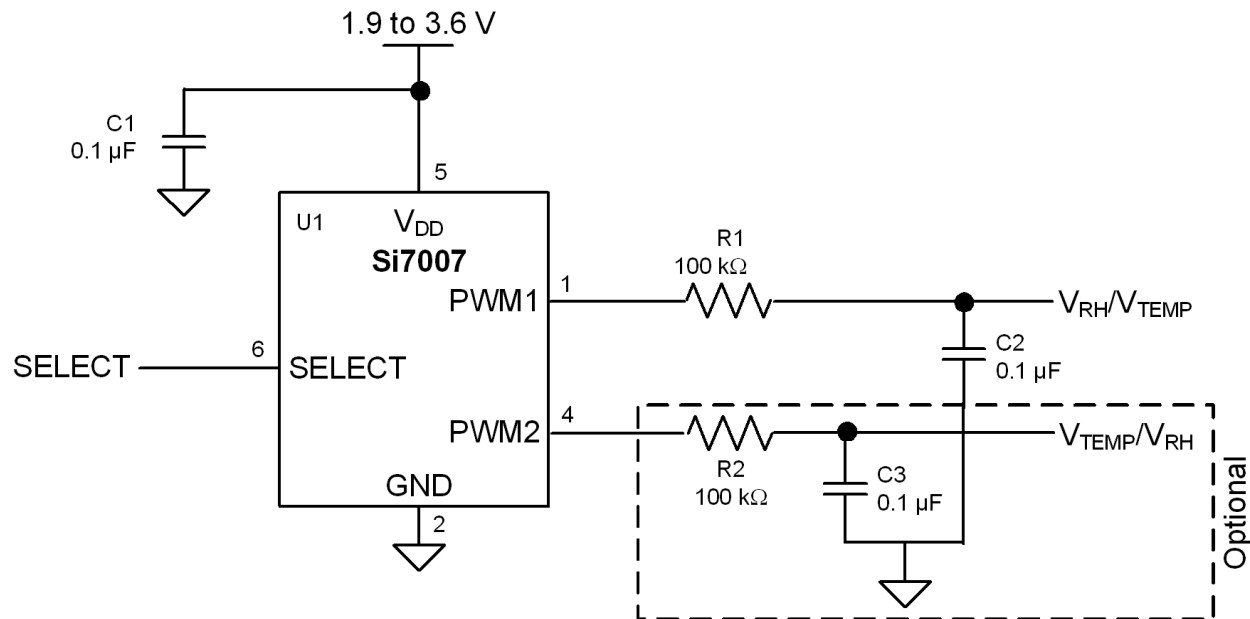 1.9 to 3.6 V
C1
0.1 µF
5
U1
VDD
Si7007
R1
100 kΩ
PWM1
1
VRH/VTEMP
6
SELECT
SELECT
C2
0.1 µF
PWM2
4
VTEMP/VRH
R2
100 kΩ
C3
0.1 µF
GND
2
Optional